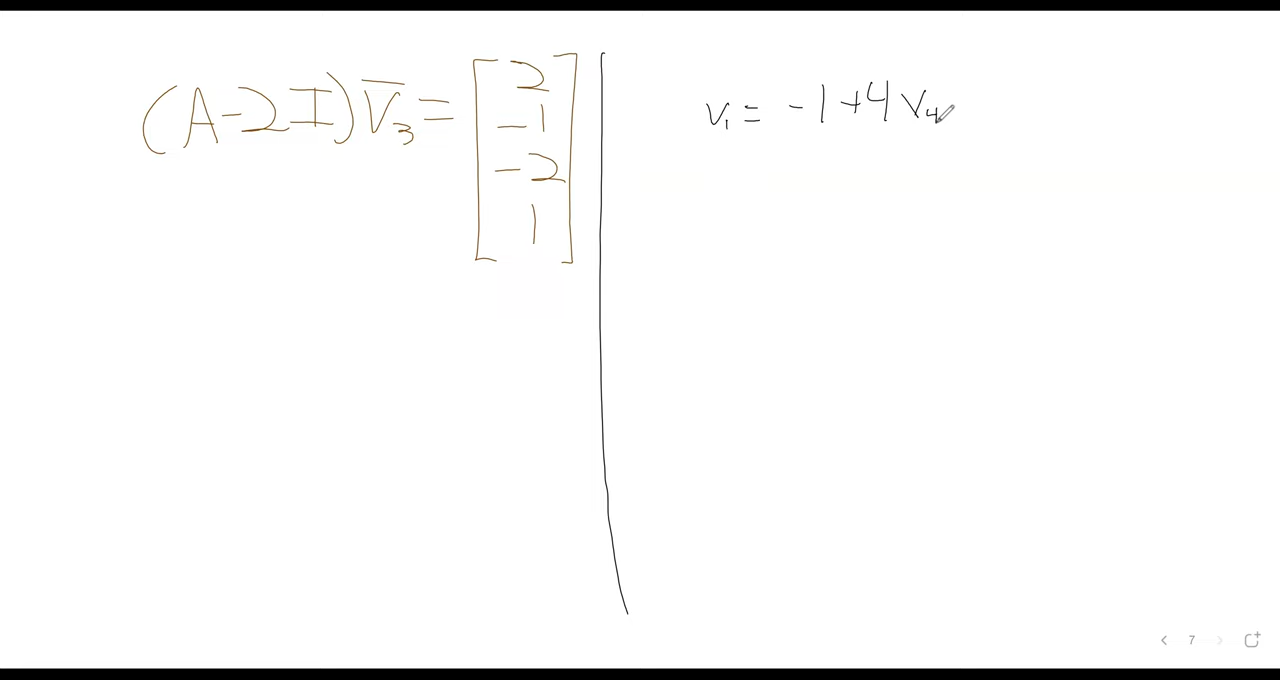 (A-2I)V̅₃ = [2
-1
-2
1]
v₁ = -1+4v₄
7